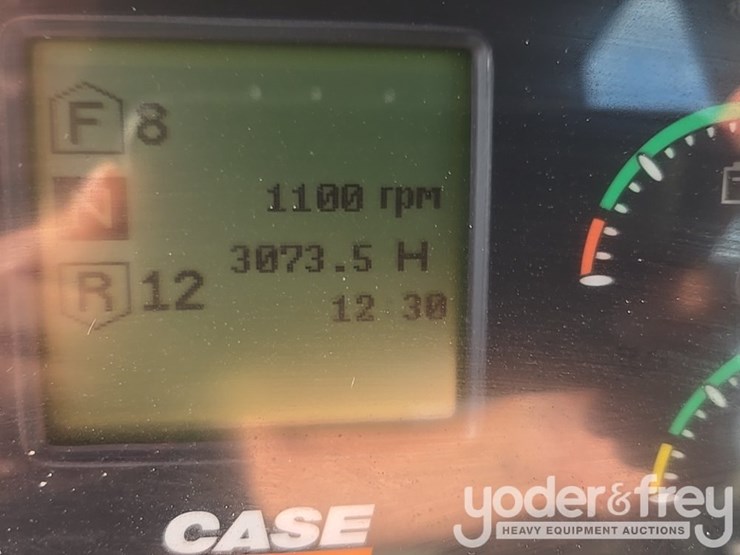 F 8
N
1100 rpm
3073.5 H
R 12
12 30
CASE
yoder&frey
HEAVY EQUIPMENT AUCTIONS